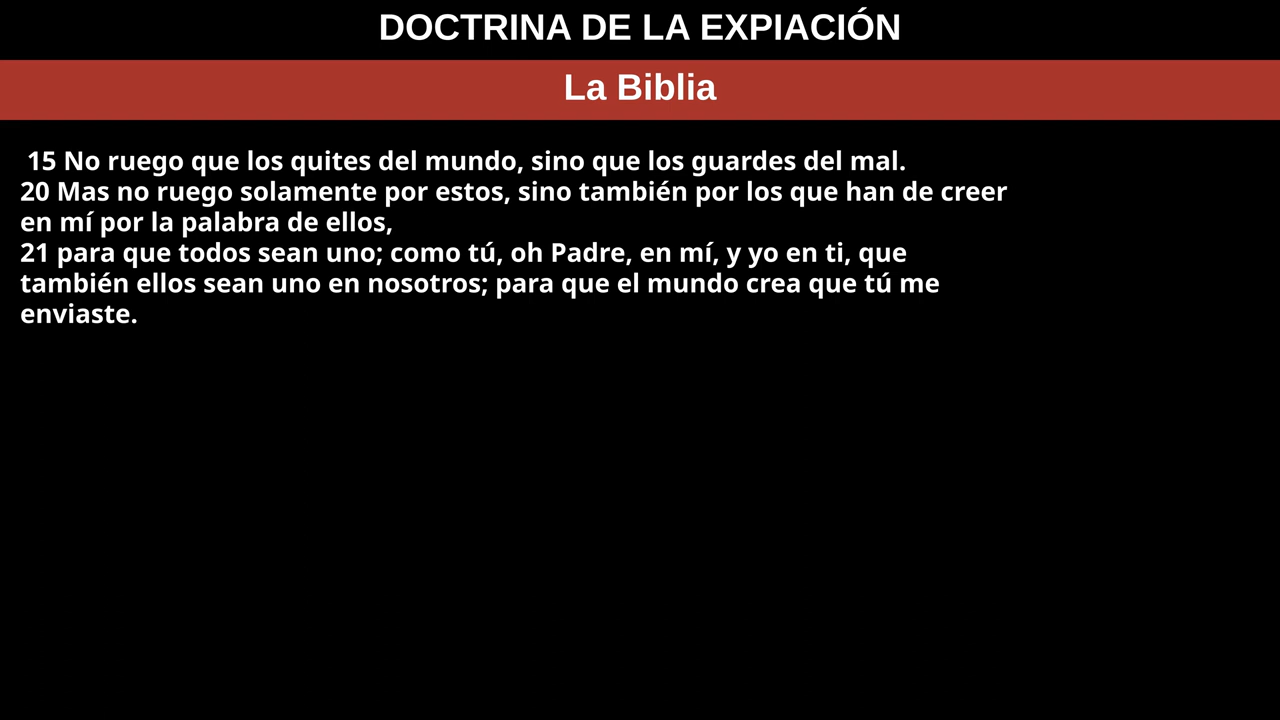 DOCTRINA DE LA EXPIACIÓN
La Biblia
15 No ruego que los quites del mundo, sino que los guardes del mal.
20 Mas no ruego solamente por estos, sino también por los que han de creer
en mí por la palabra de ellos,
21 para que todos sean uno; como tú, oh Padre, en mí, y yo en ti, que
también ellos sean uno en nosotros; para que el mundo crea que tú me
enviaste.